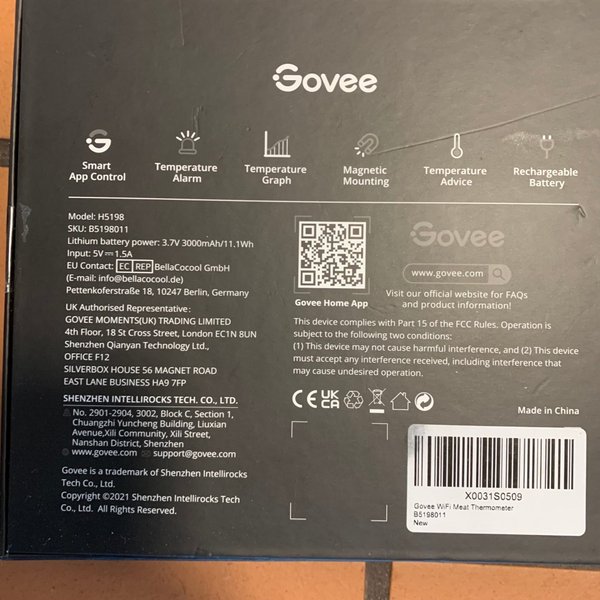 Govee
Smart
App Control
Temperature
Alarm
Temperature
Graph
Magnetic
Mounting
Temperature
Advice
Rechargeable
Battery
Model: H5198
SKU: B5198011
Lithium battery power: 3.7V 3000mAh/11.1Wh
Input: 5V⎓1.5A
EU Contact: EC REP BellaCocool GmbH
(E-mail: info@bellacocool.de)
Pettenkoferstraße 18, 10247 Berlin, Germany
UK Authorised Representative:
GOVEE MOMENTS(UK) TRADING LIMITED
4th Floor, 18 St Cross Street, London EC1N 8UN
Shenzhen Qianyan Technology Ltd.,
OFFICE F12
SILVERBOX HOUSE 56 MAGNET ROAD
EAST LANE BUSINESS HA9 7FP
SHENZHEN INTELLIROCKS TECH. CO., LTD.
No. 2901-2904, 3002, Block C, Section 1,
Chuangzhi Yuncheng Building, Liuxian
Avenue,Xili Community, Xili Street,
Nanshan District, Shenzhen
www.govee.com support@govee.com
Govee is a trademark of Shenzhen Intellirocks
Tech Co., Ltd.
Copyright ©2021 Shenzhen Intellirocks Tech
Co., Ltd. All Rights Reserved.
Govee Home App
Govee
www.govee.com
Visit our official website for FAQs
and product information!
This device complies with Part 15 of the FCC Rules. Operation is
subject to the following two conditions:
(1) This device may not cause harmful interference, and (2) This device
must accept any interference received, including interference that
may cause undesired operation.
CE UK CA
Made in China
X0031S0509
Govee WiFi Meat Thermometer
B5198011
New